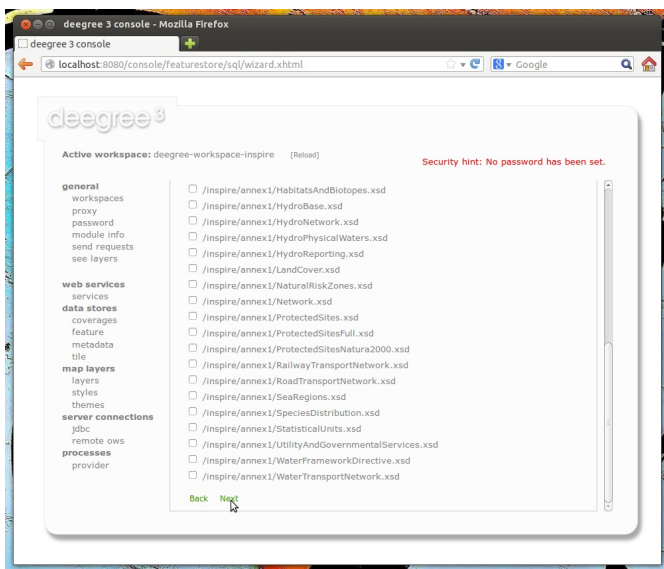 deegree 3 console - Mozilla Firefox
deegree 3 console
localhost:8080/console/featurestore/sql/wizard.xhtml
Google
deegree 3
Active workspace: deegree-workspace-inspire [Reload]
Security hint: No password has been set.
general
workspaces
proxy
password
module info
send requests
see layers
web services
services
data stores
coverages
feature
metadata
tile
map layers
layers
styles
themes
server connections
jdbc
remote ows
processes
provider
/inspire/annex1/HabitatsAndBiotopes.xsd
/inspire/annex1/HydroBase.xsd
/inspire/annex1/HydroNetwork.xsd
/inspire/annex1/HydroPhysicalWaters.xsd
/inspire/annex1/HydroReporting.xsd
/inspire/annex1/LandCover.xsd
/inspire/annex1/NaturalRiskZones.xsd
/inspire/annex1/Network.xsd
/inspire/annex1/ProtectedSites.xsd
/inspire/annex1/ProtectedSitesFull.xsd
/inspire/annex1/ProtectedSitesNatura2000.xsd
/inspire/annex1/RailwayTransportNetwork.xsd
/inspire/annex1/RoadTransportNetwork.xsd
/inspire/annex1/SeaRegions.xsd
/inspire/annex1/SpeciesDistribution.xsd
/inspire/annex1/StatisticalUnits.xsd
/inspire/annex1/UtilityAndGovernmentalServices.xsd
/inspire/annex1/WaterFrameworkDirective.xsd
/inspire/annex1/WaterTransportNetwork.xsd
Back Next